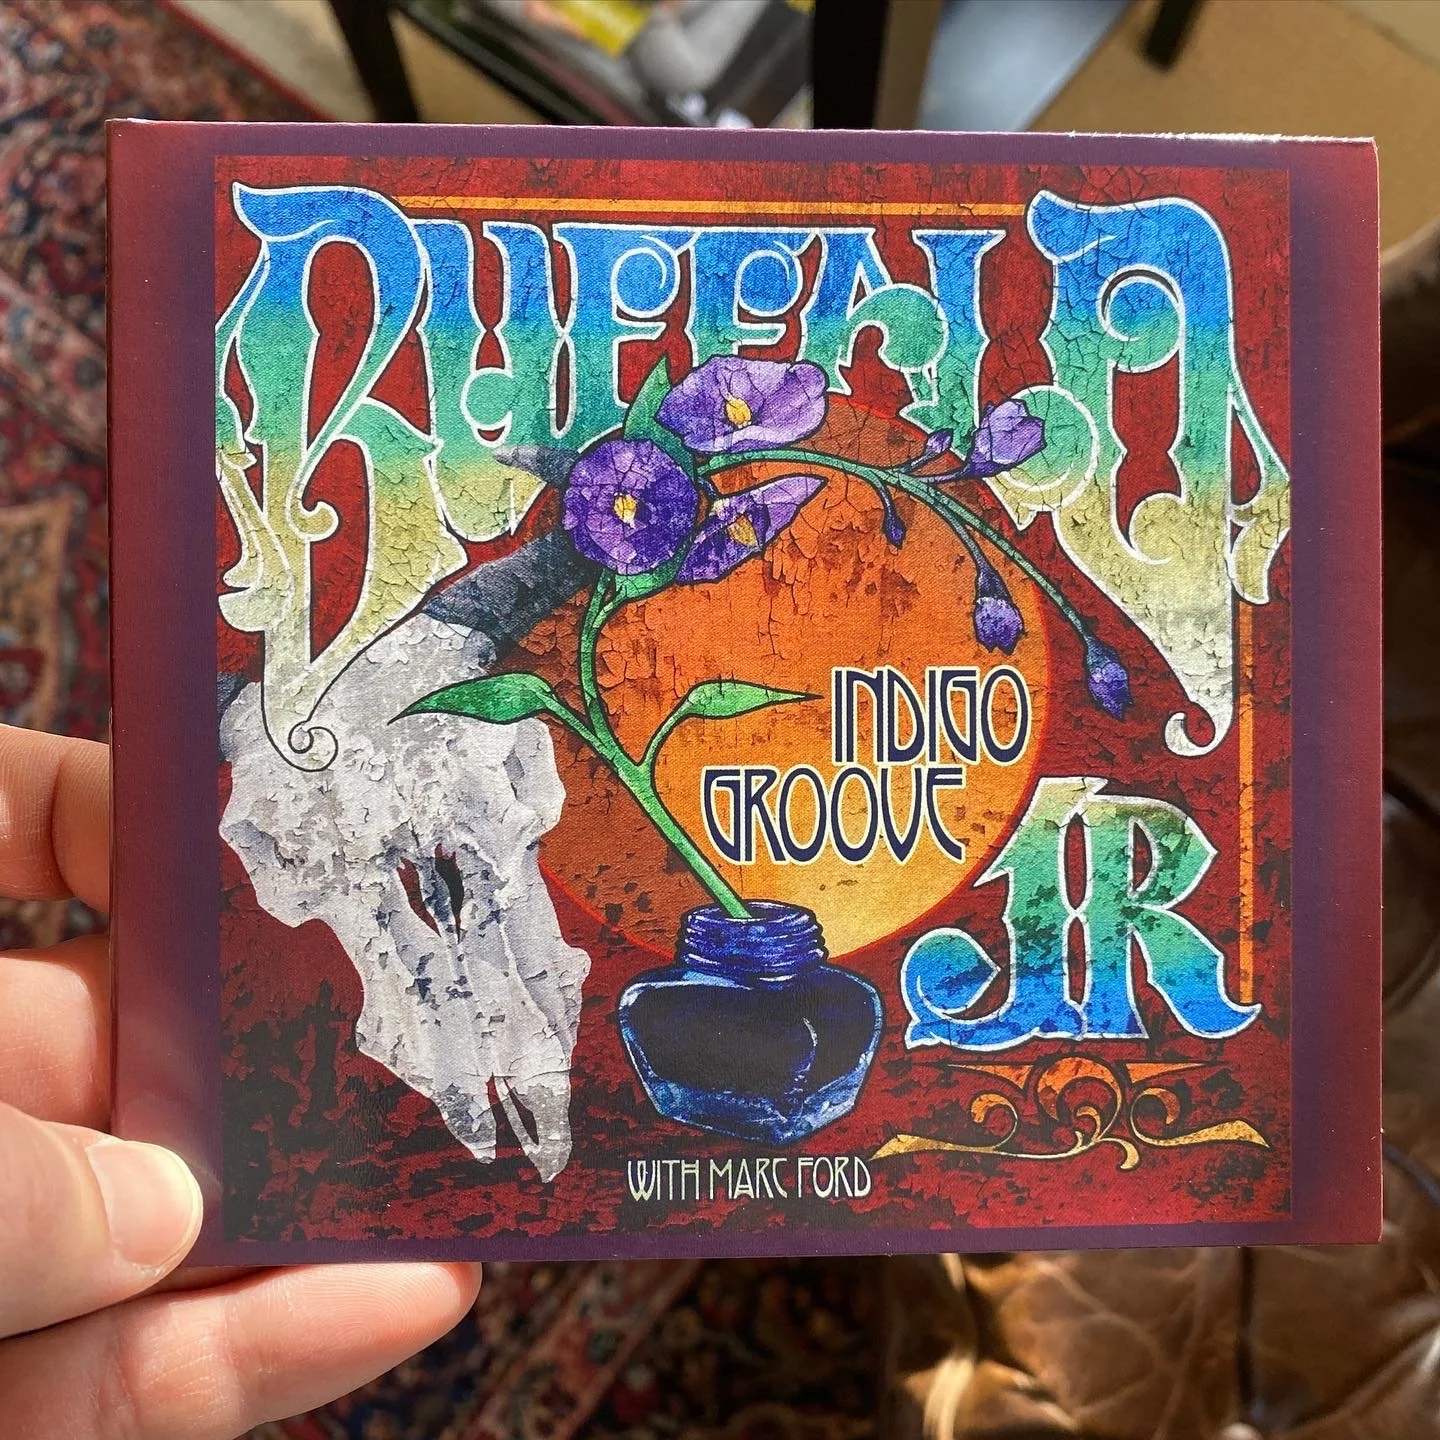 BUFFALO
INDIGO
GROOVE
JR
WITH MARC FORD